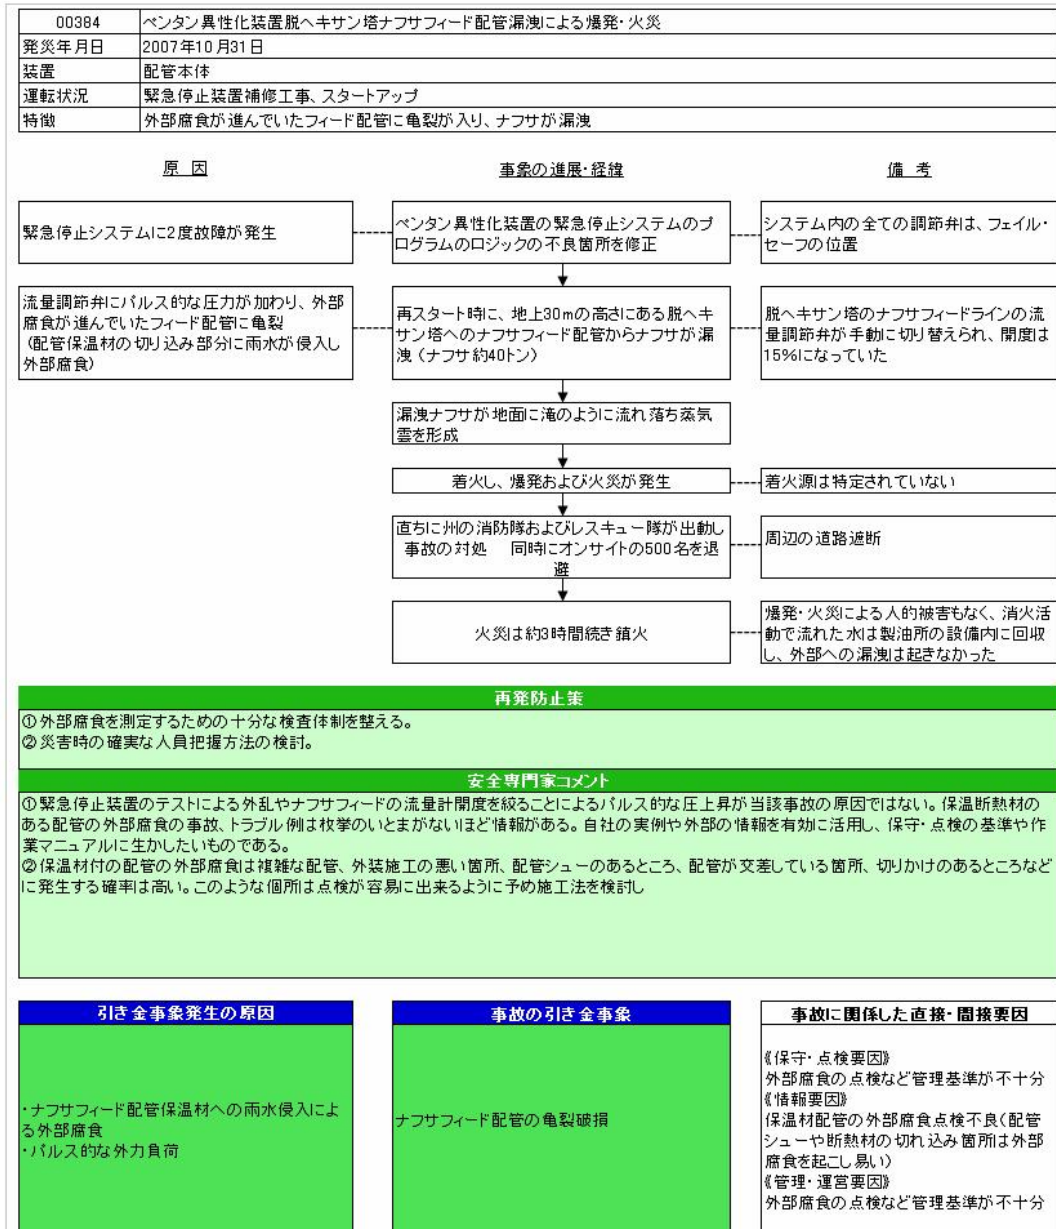 00384 ペンタン異性化装置脱ヘキサン塔ナフサフィード配管漏洩による爆発・火災
発災年月日 2007年10月31日
装置 配管本体
運転状況 緊急停止装置補修工事、スタートアップ
特徴 外部腐食が進んでいたフィード配管に亀裂が入り、ナフサが漏洩
原 因
事象の進展・経緯
備 考
緊急停止システムに2度故障が発生
ペンタン異性化装置の緊急停止システムのプ
ログラムのロジックの不良箇所を修正
システム内の全ての調節弁は、フェイル・
セーフの位置
流量調節弁にパルス的な圧力が加わり、外部
腐食が進んでいたフィード配管に亀裂
(配管保温材の切り込み部分に雨水が侵入し
外部腐食)
再スタート時に、地上30mの高さにある脱ヘキ
サン塔へのナフサフィード配管からナフサが漏
洩(ナフサ約40トン)
脱ヘキサン塔のナフサフィードラインの流
量調節弁が手動に切り替えられ、開度は
15%になっていた
漏洩ナフサが地面に滝のように流れ落ち蒸気
雲を形成
着火し、爆発および火災が発生
着火源は特定されていない
直ちに州の消防隊およびレスキュー隊が出動し
事故の対処 同時にオンサイトの500名を退
避
周辺の道路遮断
火災は約3時間続き鎮火
爆発・火災による人的被害もなく、消火活
動で流れた水は製油所の設備内に回収
し、外部への漏洩は起きなかった
再発防止策
①外部腐食を測定するための十分な検査体制を整える。
②災害時の確実な人員把握方法の検討。
安全専門家コメント
①緊急停止装置のテストによる外乱やナフサフィードの流量計開度を絞ることによるパルス的な圧上昇が当該事故の原因ではない。保温断熱材の
ある配管の外部腐食の事故、トラブル例は枚挙のいとまがないほど情報がある。自社の実例や外部の情報を有効に活用し、保守・点検の基準や作
業マニュアルに生かしたいものである。
②保温材付の配管の外部腐食は複雑な配管、外装施工の悪い箇所、配管シューのあるところ、配管が交差している箇所、切りかけのあるところなど
に発生する確率は高い。このような個所は点検が容易に出来るように予め施工法を検討し
引き金事象発生の原因
・ナフサフィード配管保温材への雨水侵入によ
る外部腐食
・パルス的な外力負荷
事故の引き金事象
ナフサフィード配管の亀裂破損
事故に関係した直接・間接要因
《保守・点検要因》
外部腐食の点検など管理基準が不十分
《情報要因》
保温材配管の外部腐食点検不良(配管
シューや断熱材の切れ込み箇所は外部
腐食を起こし易い)
《管理・運営要因》
外部腐食の点検など管理基準が不十分